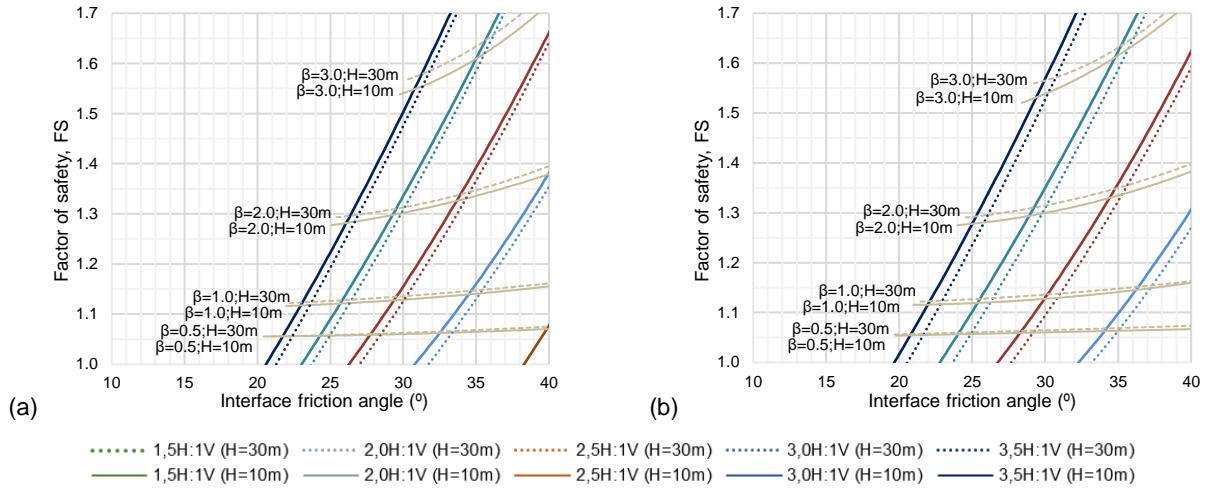 1.7
1.6
1.5
1.4
1.3
1.2
1.1
1.0
Factor of safety, FS
β=3.0;H=30m
β=3.0;H=10m
β=2.0;H=30m
β=2.0;H=10m
β=1.0;H=30m
β=1.0;H=10m
β=0.5;H=30m
β=0.5;H=10m
10 15 20 25 30 35 40
Interface friction angle (º)
(a)
1.7
1.6
1.5
1.4
1.3
1.2
1.1
1.0
Factor of safety, FS
β=3.0;H=30m
β=3.0;H=10m
β=2.0;H=30m
β=2.0;H=10m
β=1.0;H=30m
β=1.0;H=10m
β=0.5;H=30m
β=0.5;H=10m
10 15 20 25 30 35 40
Interface friction angle (º)
(b)
1,5H:1V (H=30m) 2,0H:1V (H=30m) 2,5H:1V (H=30m) 3,0H:1V (H=30m) 3,5H:1V (H=30m)
1,5H:1V (H=10m) 2,0H:1V (H=10m) 2,5H:1V (H=10m) 3,0H:1V (H=10m) 3,5H:1V (H=10m)